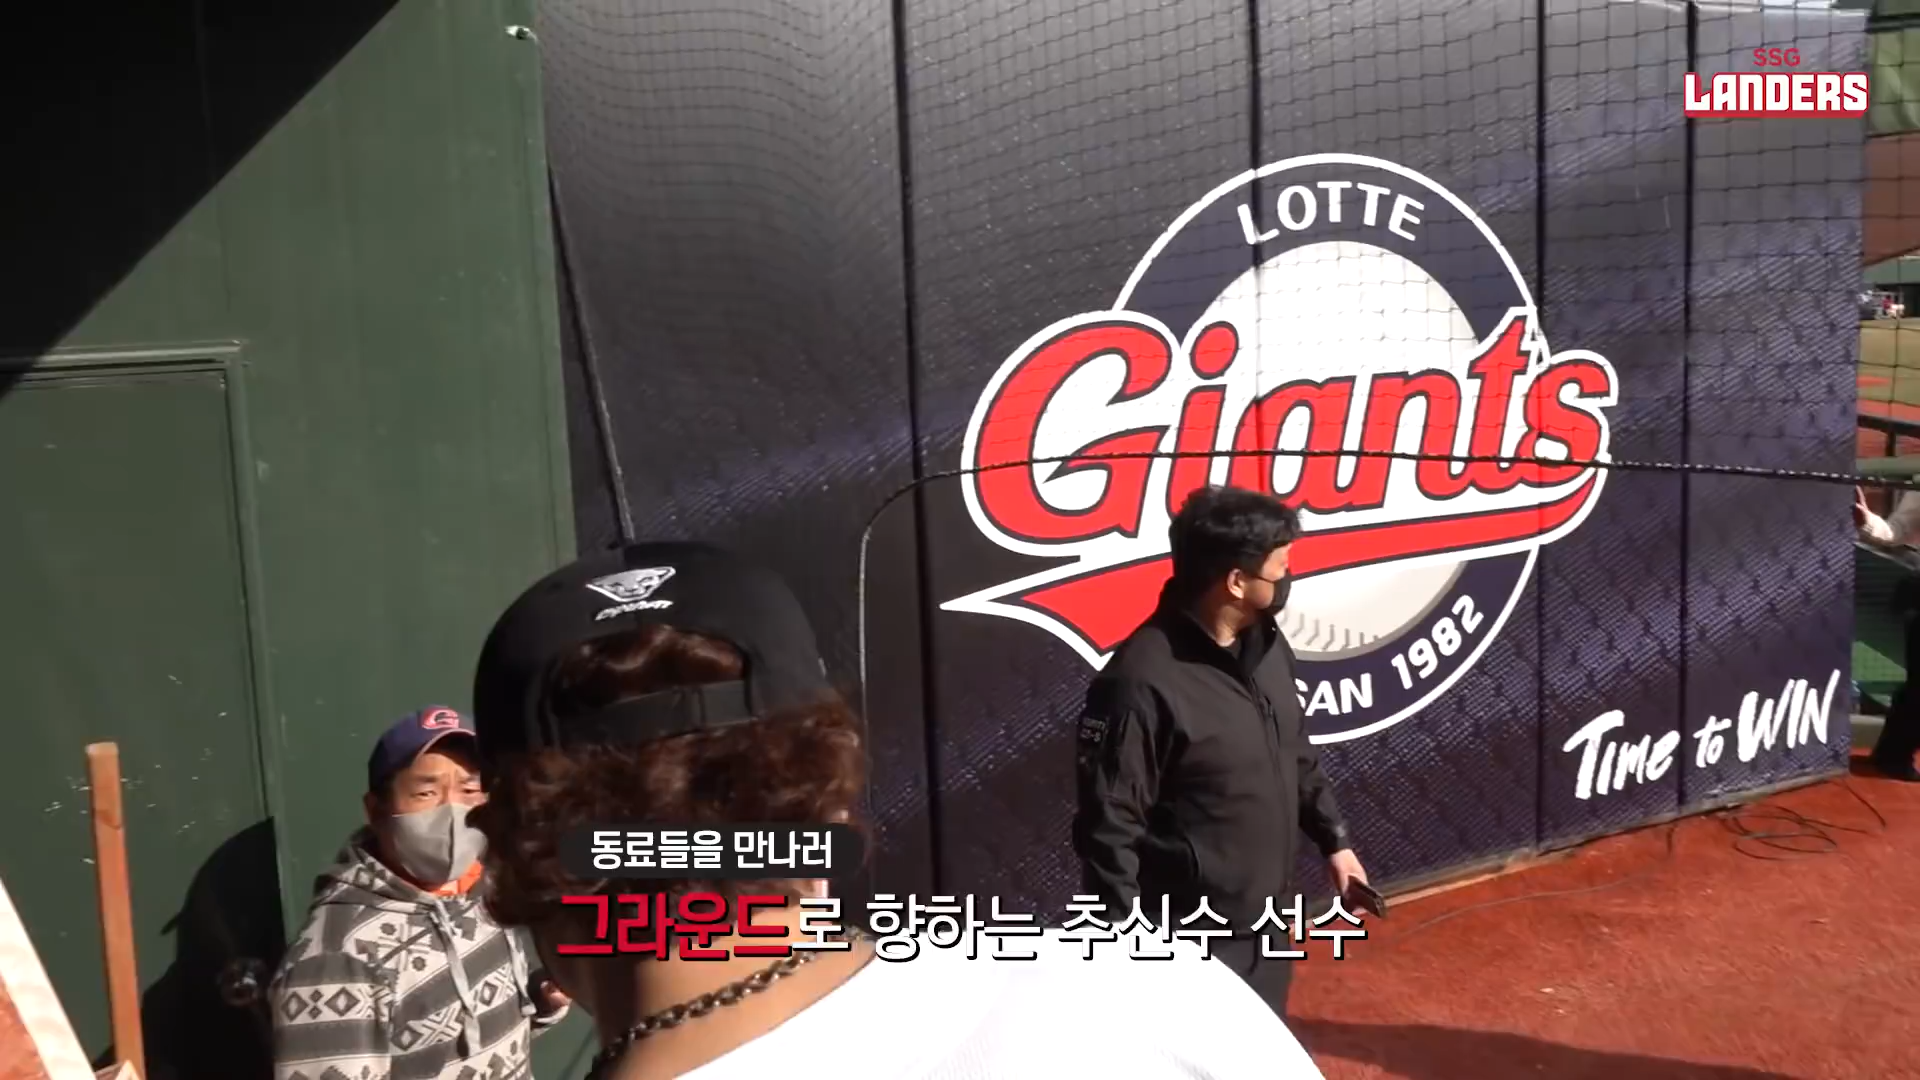 SSG
LANDERS
LOTTE
Giants
SAN 1982
Time to WIN
동료들을 만나러
그라운드로 향하는 추신수 선수